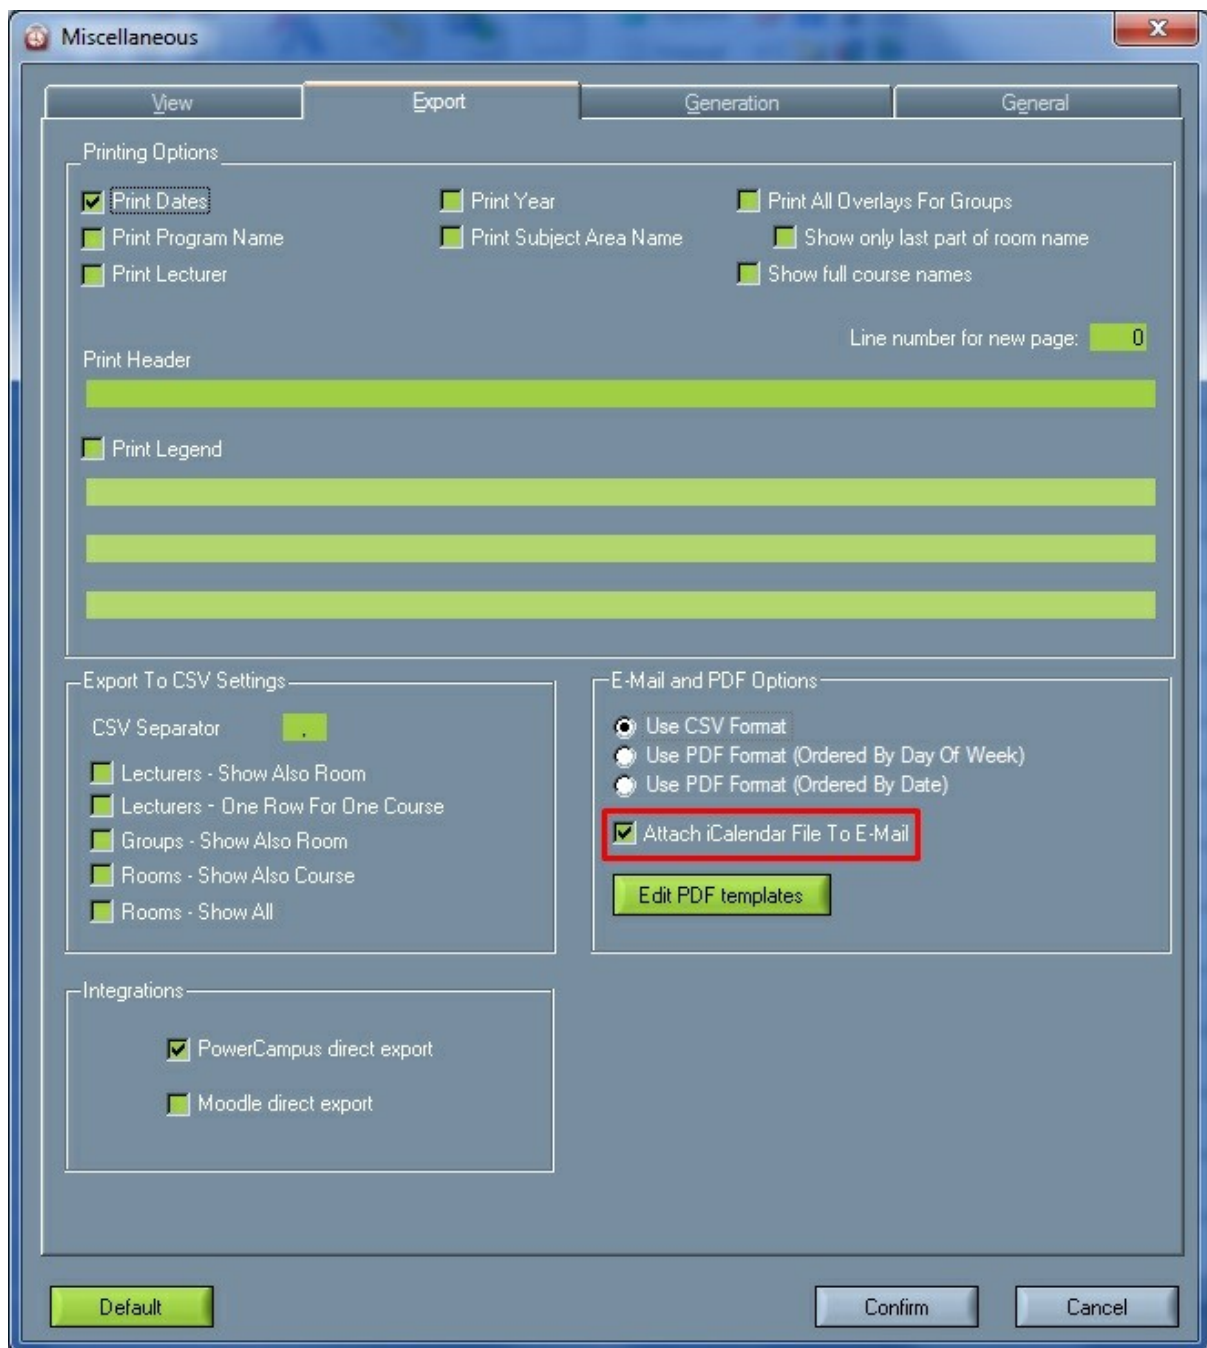 Miscellaneous
X
View Export Generation General
Printing Options
Print Dates Print Year Print All Overlays For Groups
Print Program Name Print Subject Area Name Show only last part of room name
Print Lecturer Show full course names
Line number for new page: 0
Print Header
Print Legend
Export To CSV Settings
CSV Separator ,
Lecturers - Show Also Room
Lecturers - One Row For One Course
Groups - Show Also Room
Rooms - Show Also Course
Rooms - Show All
E-Mail and PDF Options
Use CSV Format
Use PDF Format (Ordered By Day Of Week)
Use PDF Format (Ordered By Date)
Attach iCalendar File To E-Mail
Edit PDF templates
Integrations
PowerCampus direct export
Moodle direct export
Default Confirm Cancel